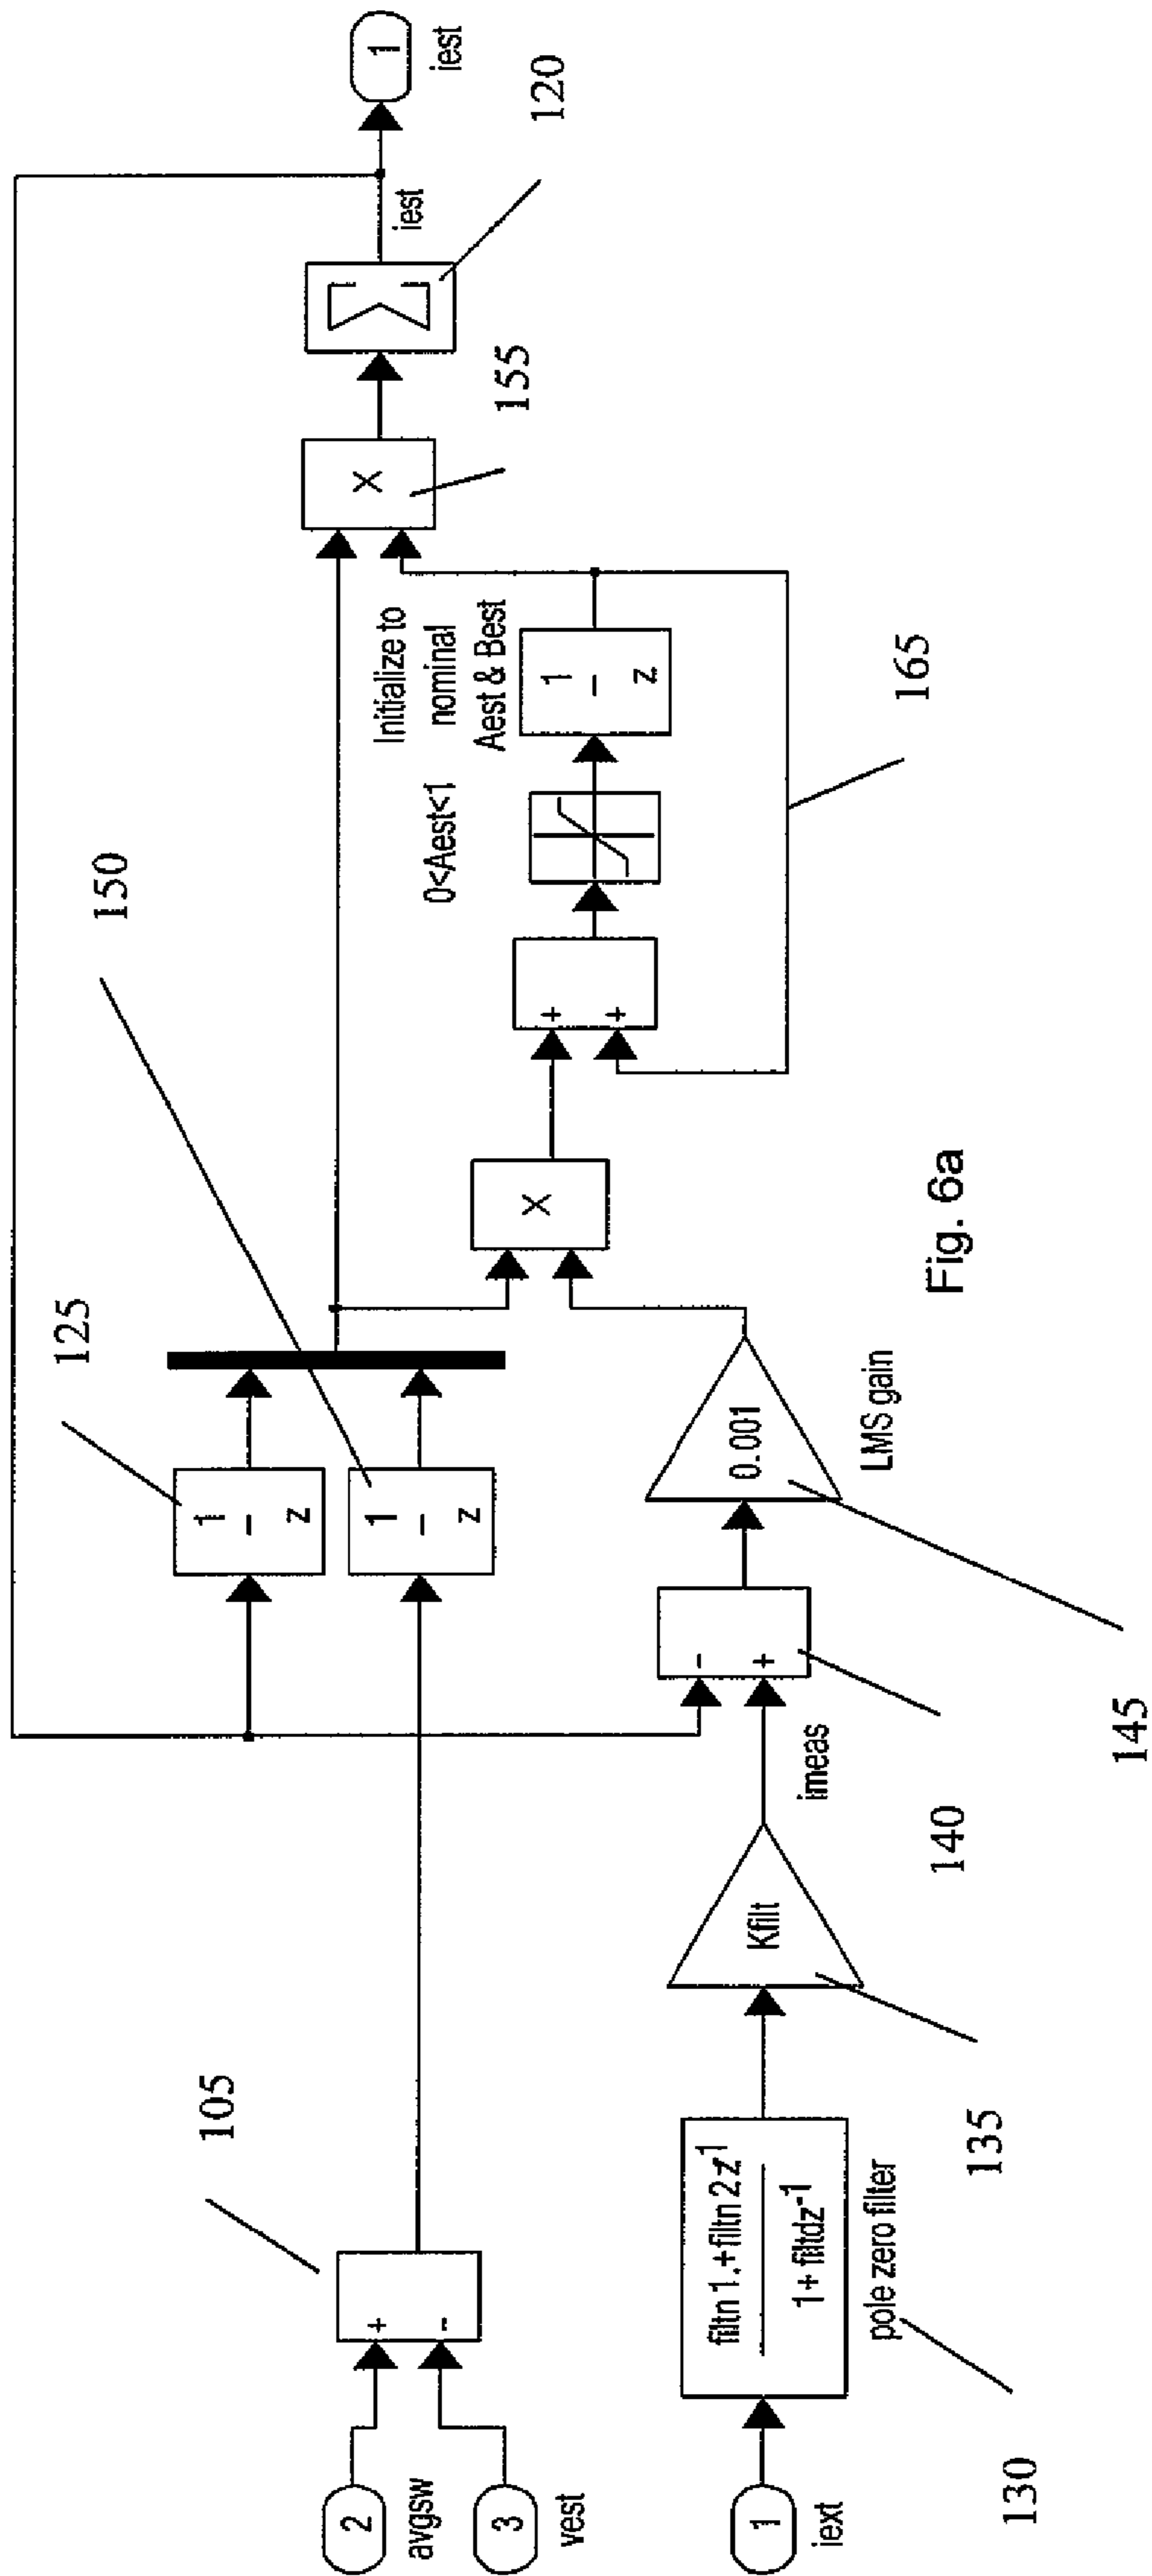 2
avgsw
3
vest
1
iext
105
+
-
filtn 1.+filtn 2 z^1
1+ filtdz^-1
pole zero filter
130
Kfilt
135
imeas
-
+
140
0.001
LMS gain
145
1
z
125
1
z
150
X
+
+
0<Aest<1
Initialize to
nominal
Aest & Best
1
z
165
X
155
Σ
120
iest
1
iest
Fig. 6a